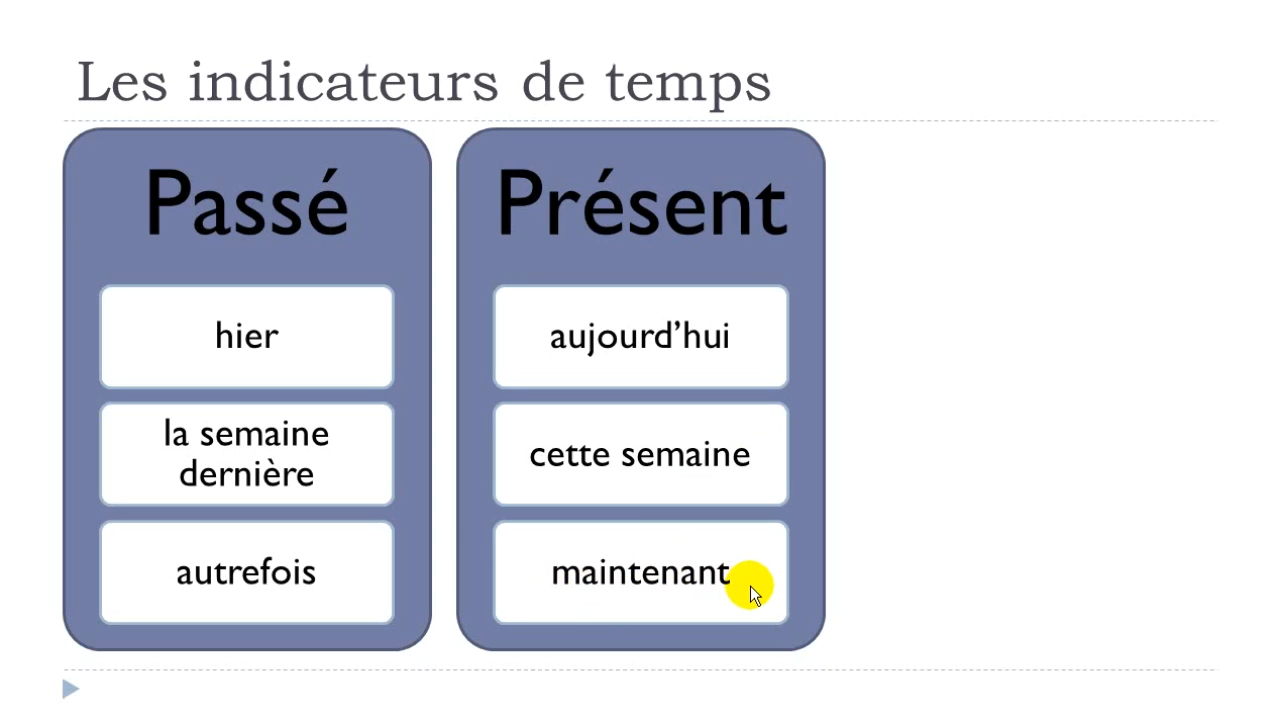 Les indicateurs de temps
Passé
hier
la semaine
dernière
autrefois
Présent
aujourd’hui
cette semaine
maintenant